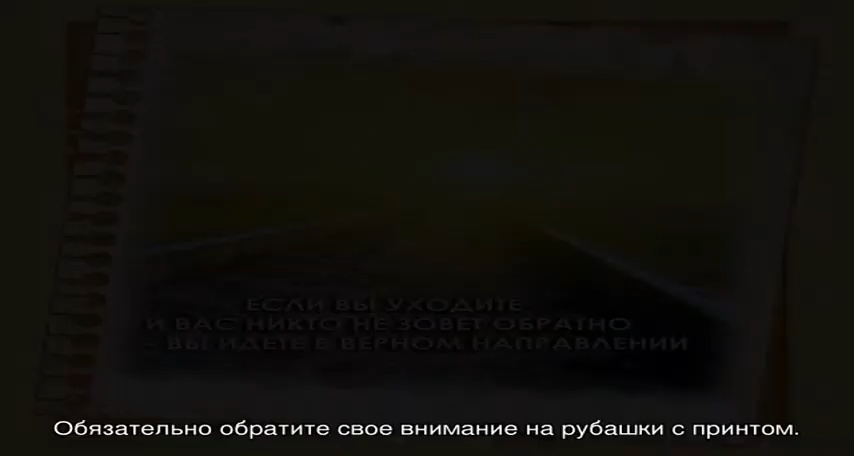 ЕСЛИ ВЫ УХОДИТЕ
И ВАС НИКТО НЕ ЗОВЕТ ОБРАТНО
- ВЫ ИДЕТЕ В ВЕРНОМ НАПРАВЛЕНИИ
Обязательно обратите свое внимание на рубашки с принтом.